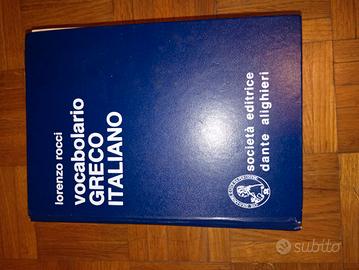 lorenzo rocci
vocabolario
GRECO
ITALIANO
società editrice
dante alighieri
subito